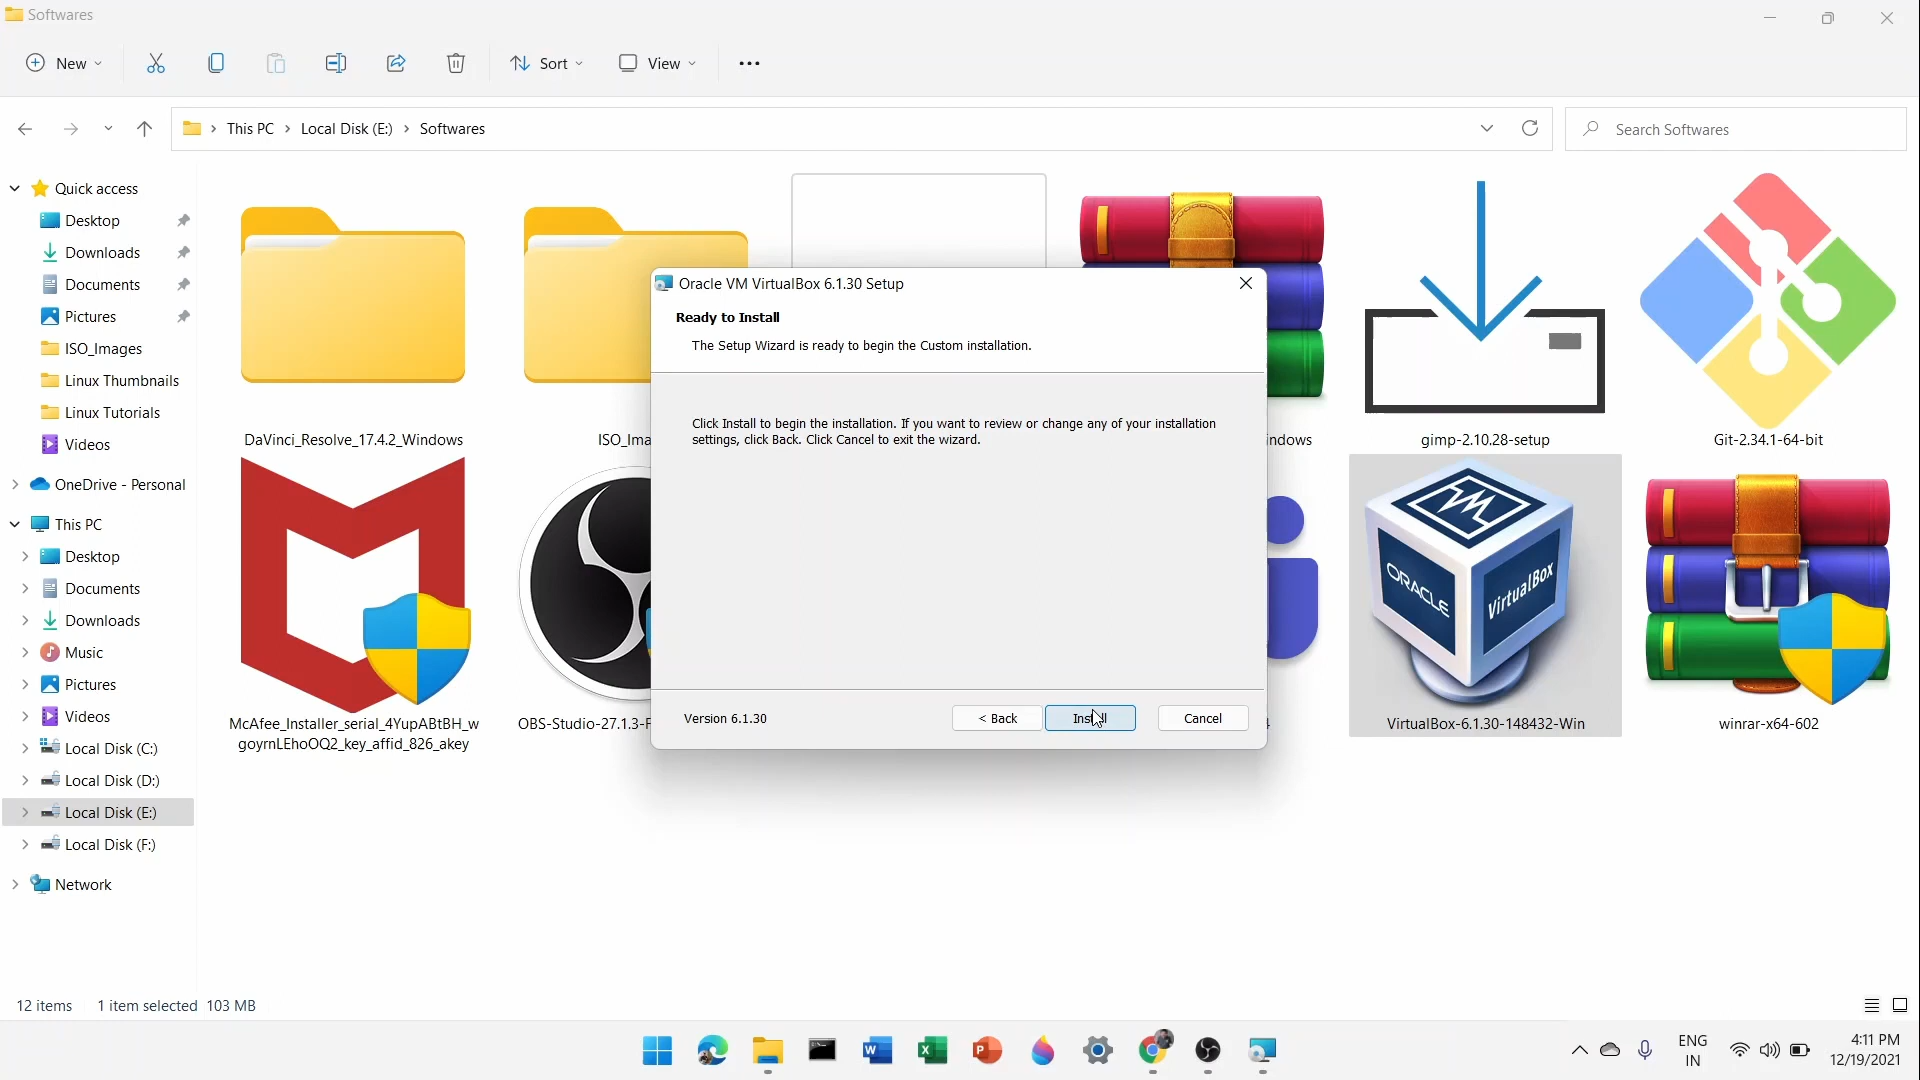 Softwares
New
Sort
View
This PC
Local Disk (E:)
Softwares
Search Softwares
Quick access
Desktop
Downloads
Documents
Pictures
ISO_Images
Linux Thumbnails
Linux Tutorials
Videos
OneDrive - Personal
This PC
Desktop
Documents
Downloads
Music
Pictures
Videos
Local Disk (C:)
Local Disk (D:)
Local Disk (E:)
Local Disk (F:)
Network
DaVinci_Resolve_17.4.2_Windows
ISO_Ima
indows
gimp-2.10.28-setup
Git-2.34.1-64-bit
McAfee_Installer_serial_4YupABtBH_w
goyrnLEhoOQ2_key_affid_826_akey
OBS-Studio-27.1.3-F
ORACLE
VirtualBox
VirtualBox-6.1.30-148432-Win
winrar-x64-602
Oracle VM VirtualBox 6.1.30 Setup
Ready to Install
The Setup Wizard is ready to begin the Custom installation.
Click Install to begin the installation. If you want to review or change any of your installation
settings, click Back. Click Cancel to exit the wizard.
Version 6.1.30
< Back
Install
Cancel
12 items
1 item selected 103 MB
ENG
IN
4:11 PM
12/19/2021